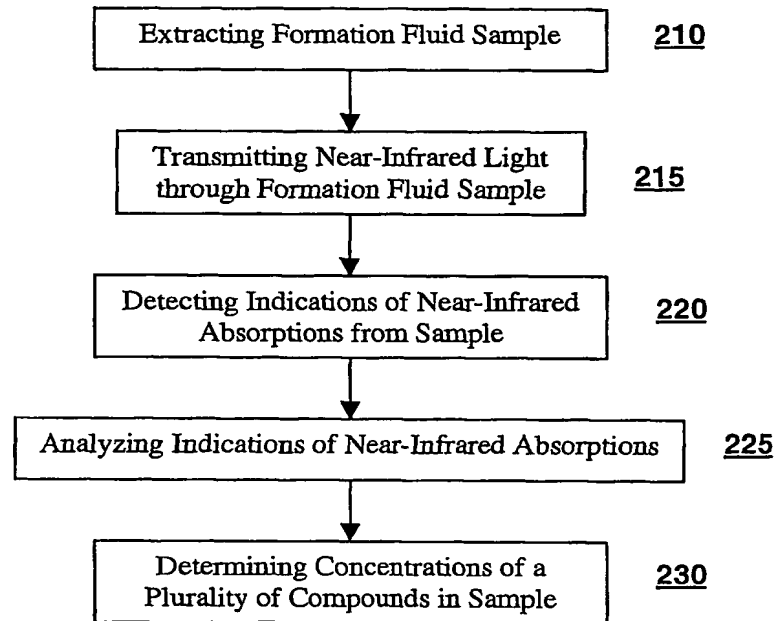 Extracting Formation Fluid Sample 210
Transmitting Near-Infrared Light
through Formation Fluid Sample 215
Detecting Indications of Near-Infrared
Absorptions from Sample 220
Analyzing Indications of Near-Infrared Absorptions 225
Determining Concentrations of a
Plurality of Compounds in Sample 230